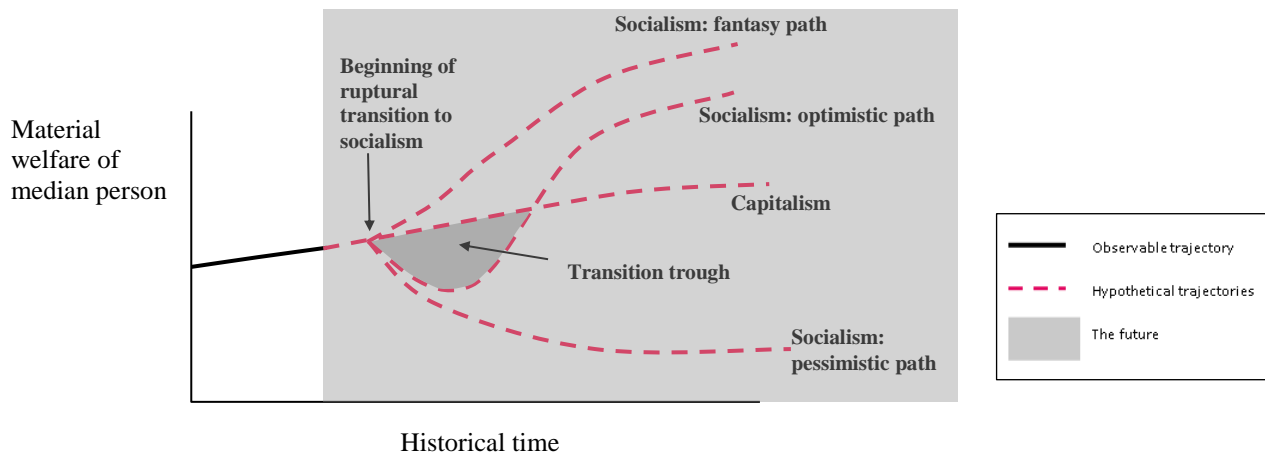 Socialism: fantasy path
Beginning of
ruptural
transition to
socialism
Material
welfare of
median person
Socialism: optimistic path
Capitalism
Transition trough
Socialism:
pessimistic path
Historical time
Observable trajectory
Hypothetical trajectories
The future